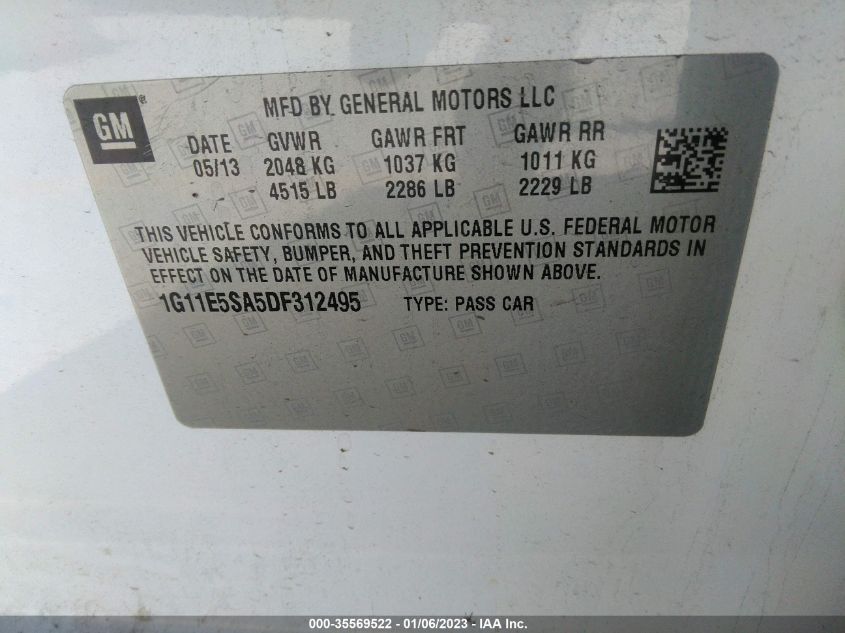 GM
MFD BY GENERAL MOTORS LLC
DATE GVWR GAWR FRT GAWR RR
05/13 2048 KG 1037 KG 1011 KG
4515 LB 2286 LB 2229 LB
THIS VEHICLE CONFORMS TO ALL APPLICABLE U.S. FEDERAL MOTOR
VEHICLE SAFETY, BUMPER, AND THEFT PREVENTION STANDARDS IN
EFFECT ON THE DATE OF MANUFACTURE SHOWN ABOVE.
1G11E5SA5DF312495 TYPE: PASS CAR
000-35569522 - 01/06/2023 - IAA Inc.